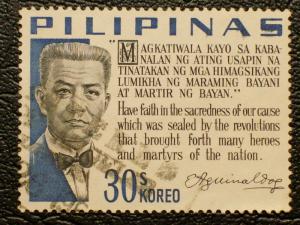 PILIPINAS
"MAGKATIWALA KAYO SA KABA-
NALAN NG ATING USAPIN NA
TINATAKAN NG MGA HIMAGSIKANG
LUMIKHA NG MARAMING BAYANI
AT MARTIR NG BAYAN."
Have faith in the sacredness of our cause
which was sealed by the revolutions
that brought forth many heroes
and martyrs of the nation.
30s
KOREO
EAguinaldo